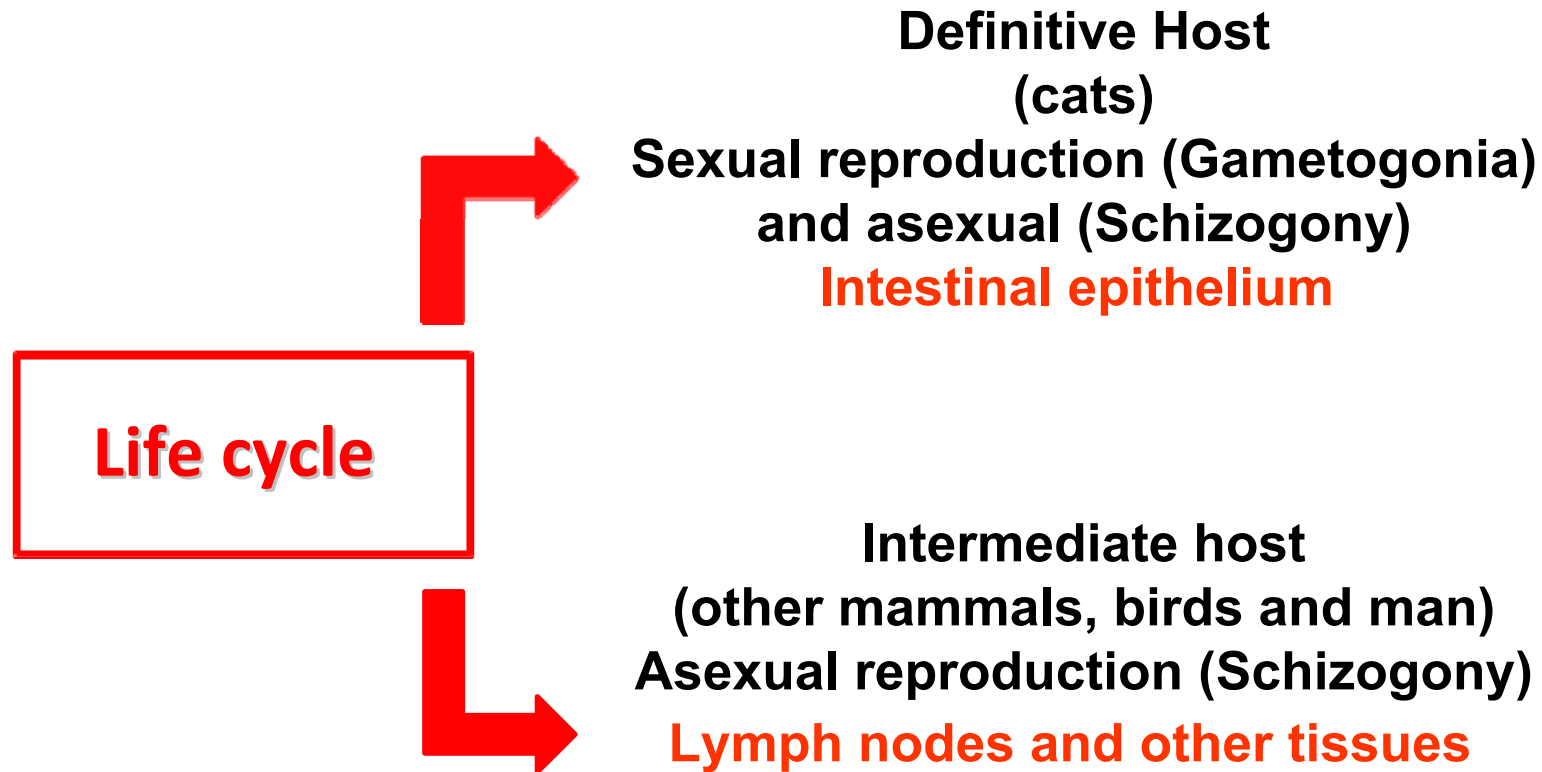 Definitive Host
(cats)
Sexual reproduction (Gametogonia)
and asexual (Schizogony)
Intestinal epithelium
Life cycle
Intermediate host
(other mammals, birds and man)
Asexual reproduction (Schizogony)
Lymph nodes and other tissues